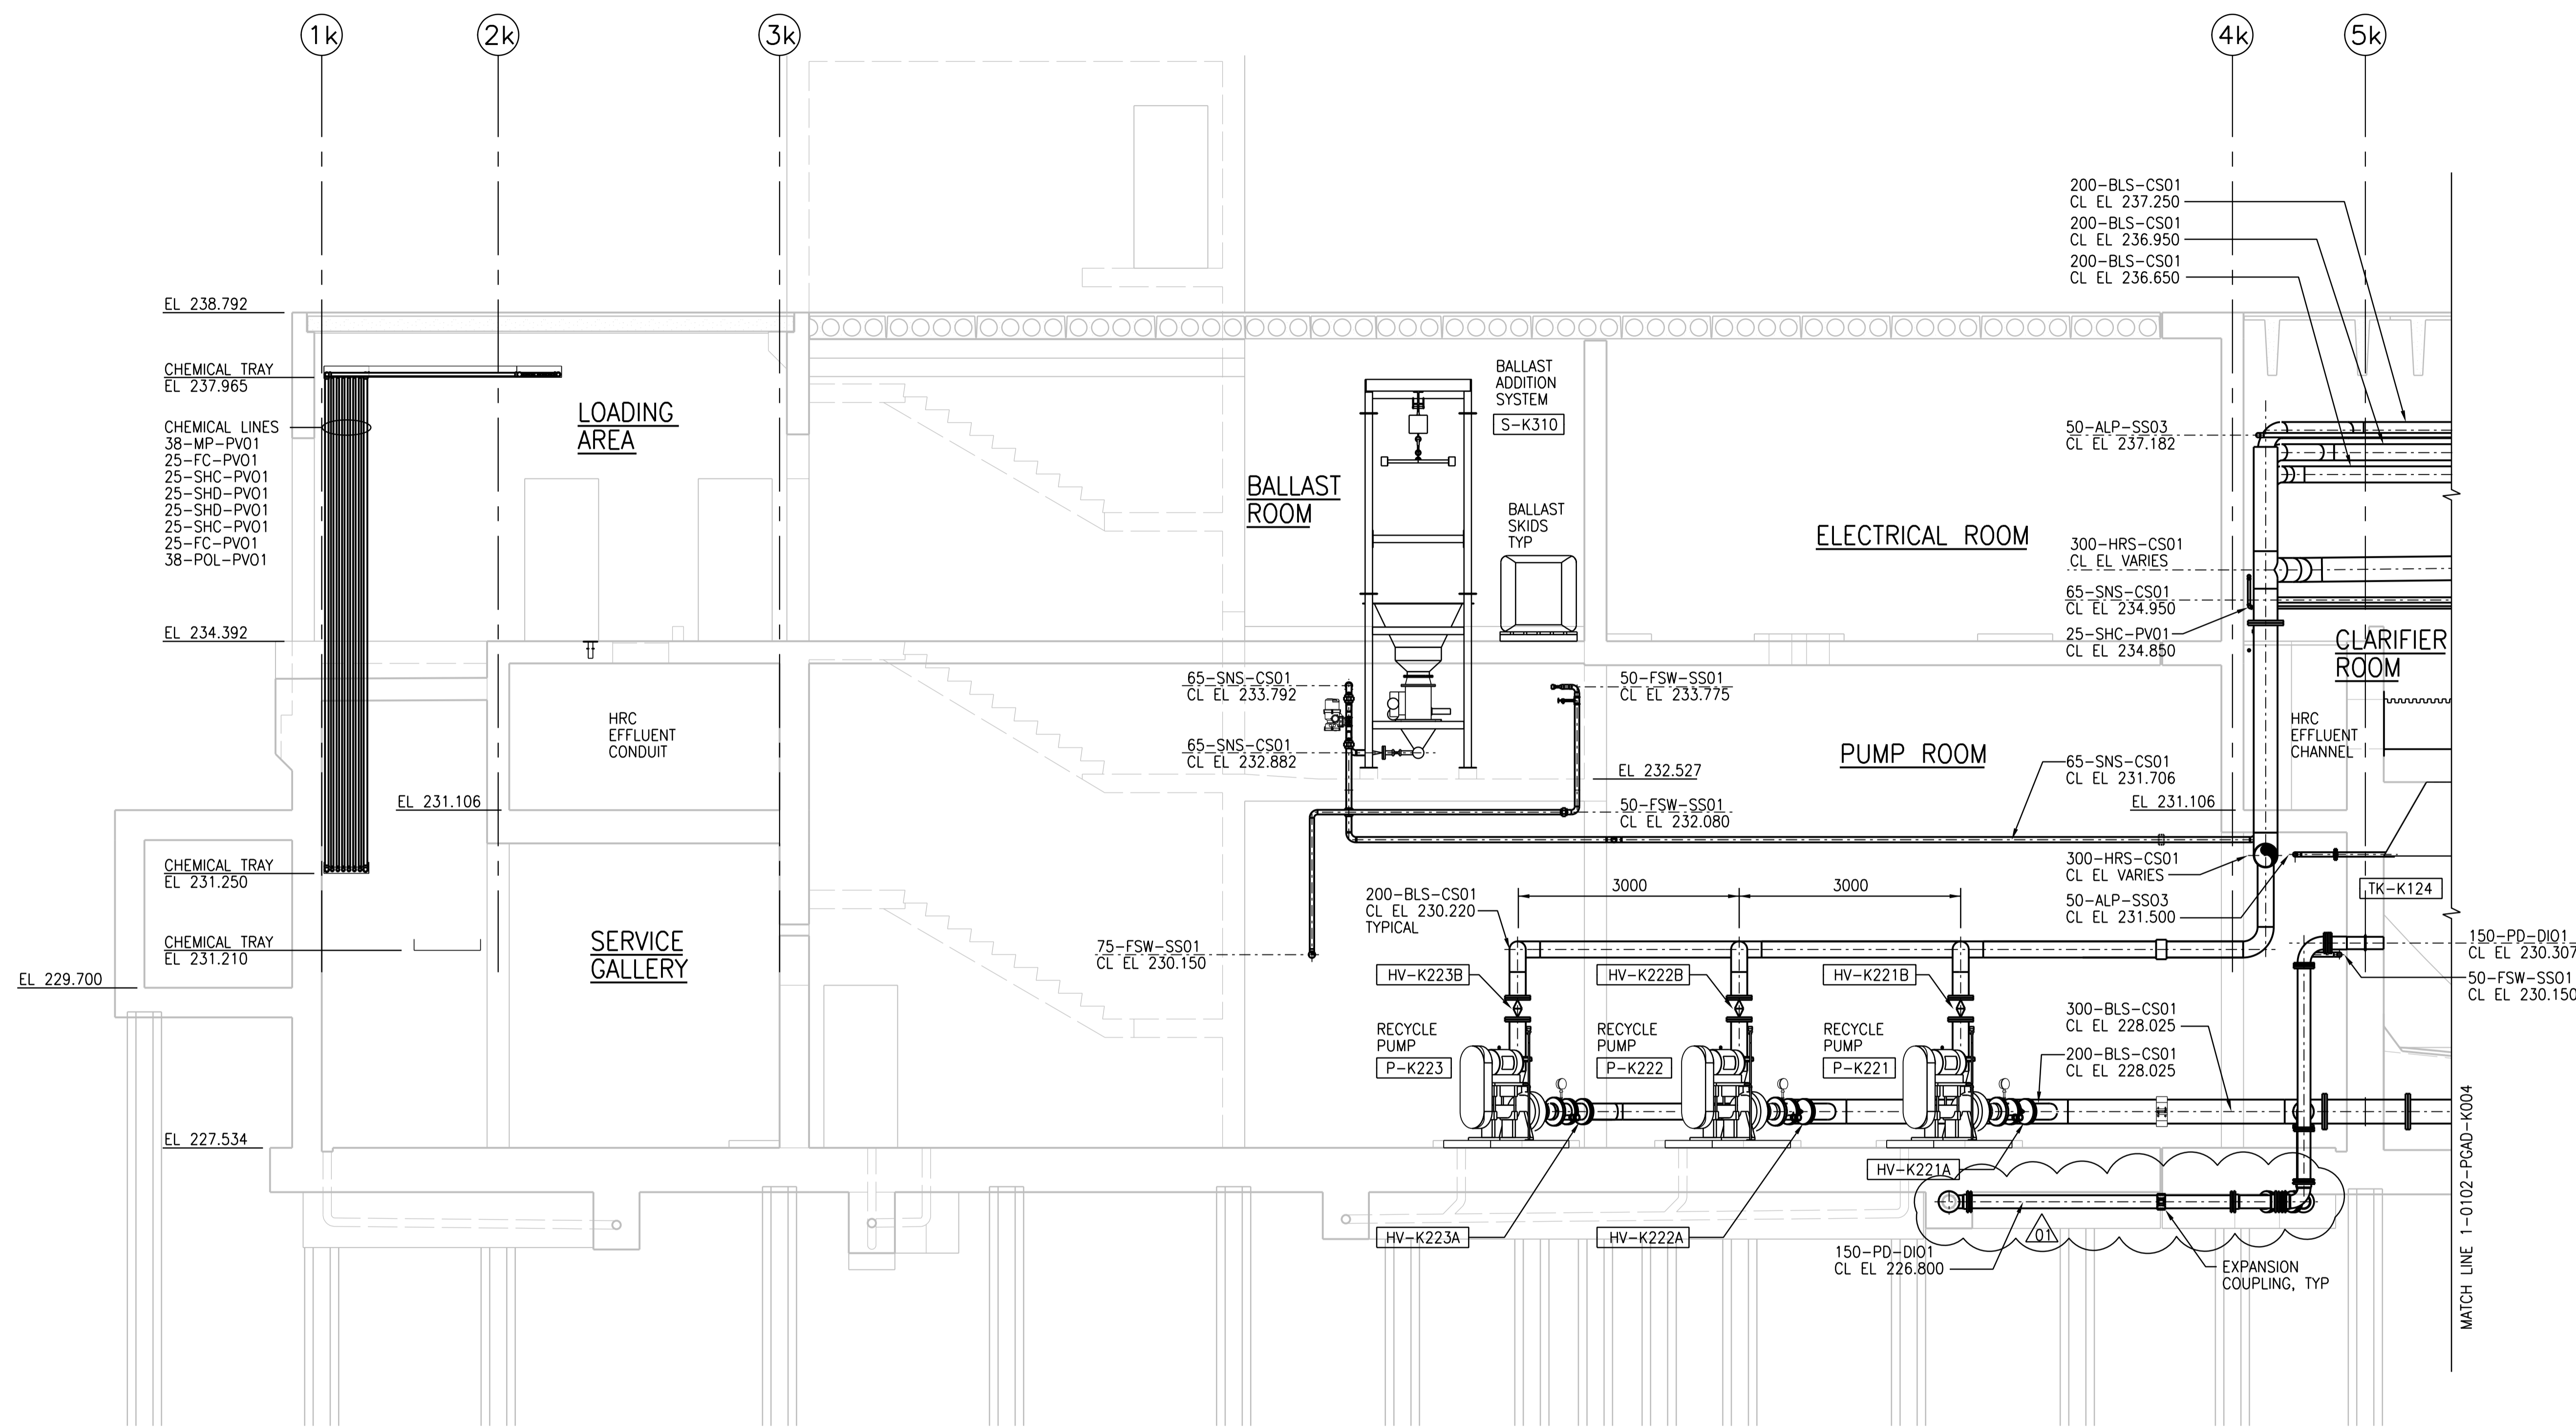 1k
2k
3k
4k
5k
200-BLS-CS01
CL EL 237.250
200-BLS-CS01
CL EL 236.950
200-BLS-CS01
CL EL 236.650
EL 238.792
CHEMICAL TRAY
EL 237.965
CHEMICAL LINES
38-MP-PV01
25-FC-PV01
25-SHC-PV01
25-SHD-PV01
25-SHD-PV01
25-SHC-PV01
25-FC-PV01
38-POL-PV01
LOADING
AREA
BALLAST
ADDITION
SYSTEM
S-K310
BALLAST
ROOM
BALLAST
SKIDS
TYP
ELECTRICAL ROOM
50-ALP-SS03
CL EL 237.182
300-HRS-CS01
CL EL VARIES
65-SNS-CS01
CL EL 234.950
25-SHC-PV01
CL EL 234.850
CLARIFIER
ROOM
EL 234.392
HRC
EFFLUENT
CONDUIT
65-SNS-CS01
CL EL 233.792
50-FSW-SS01
CL EL 233.775
65-SNS-CS01
CL EL 232.882
PUMP ROOM
HRC
EFFLUENT
CHANNEL
EL 232.527
65-SNS-CS01
CL EL 231.706
EL 231.106
EL 231.106
50-FSW-SS01
CL EL 232.080
CHEMICAL TRAY
EL 231.250
300-HRS-CS01
CL EL VARIES
TK-K124
50-ALP-SS03
CL EL 231.500
3000
3000
200-BLS-CS01
CL EL 230.220
TYPICAL
CHEMICAL TRAY
EL 231.210
SERVICE
GALLERY
75-FSW-SS01
CL EL 230.150
150-PD-DI01
CL EL 230.307
50-FSW-SS01
CL EL 230.150
EL 229.700
HV-K223B
HV-K222B
HV-K221B
RECYCLE
PUMP
P-K223
RECYCLE
PUMP
P-K222
RECYCLE
PUMP
P-K221
300-BLS-CS01
CL EL 228.025
200-BLS-CS01
CL EL 228.025
EL 227.534
HV-K221A
HV-K223A
HV-K222A
01
150-PD-DI01
CL EL 226.800
EXPANSION
COUPLING, TYP
MATCH LINE 1-0102-PGAD-K004